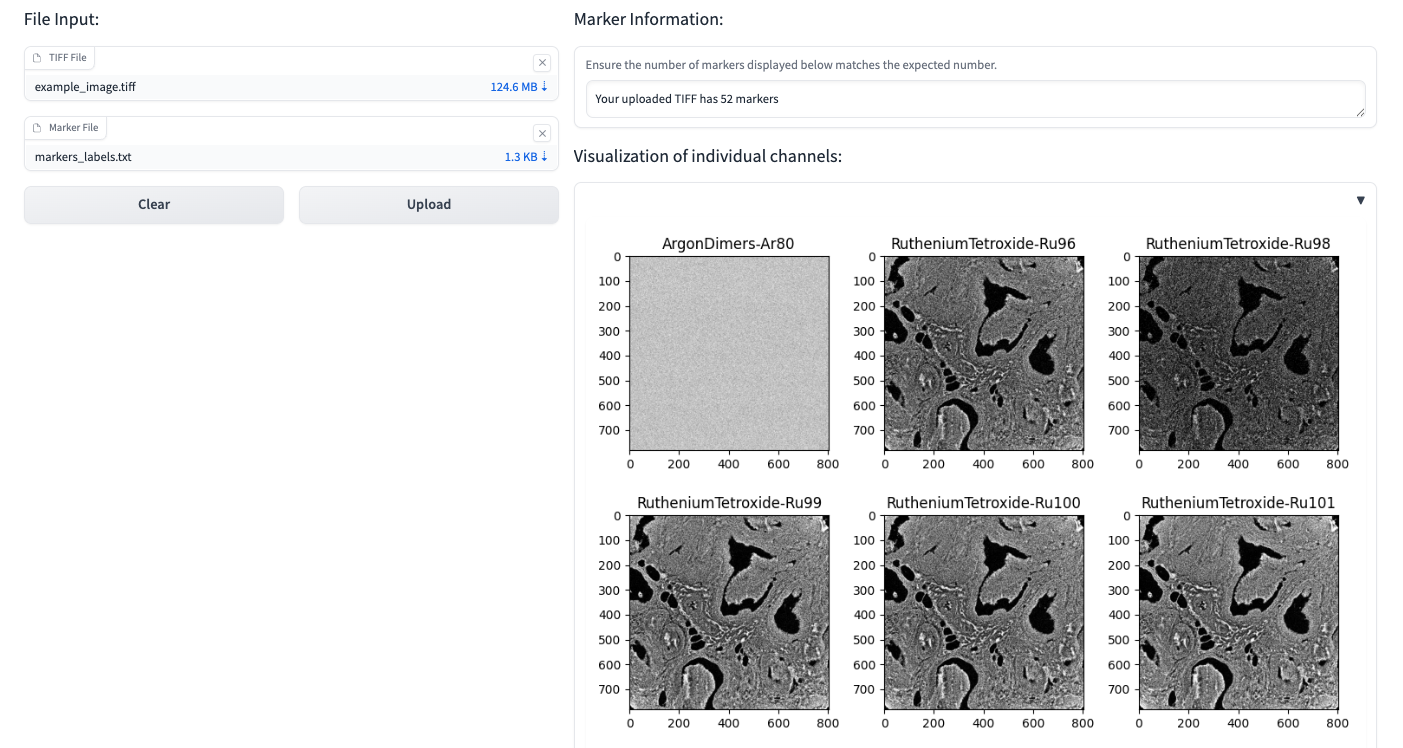 File Input:
TIFF File
example_image.tiff
124.6 MB ↓
Marker File
markers_labels.txt
1.3 KB ↓
Clear
Upload
Marker Information:
Ensure the number of markers displayed below matches the expected number.
Your uploaded TIFF has 52 markers
Visualization of individual channels:
ArgonDimers-Ar80
0
100
200
300
400
500
600
700
0 200 400 600 800
RutheniumTetroxide-Ru96
0
100
200
300
400
500
600
700
0 200 400 600 800
RutheniumTetroxide-Ru98
0
100
200
300
400
500
600
700
0 200 400 600 800
RutheniumTetroxide-Ru99
0
100
200
300
400
500
600
700
0 200 400 600 800
RutheniumTetroxide-Ru100
0
100
200
300
400
500
600
700
0 200 400 600 800
RutheniumTetroxide-Ru101
0
100
200
300
400
500
600
700
0 200 400 600 800